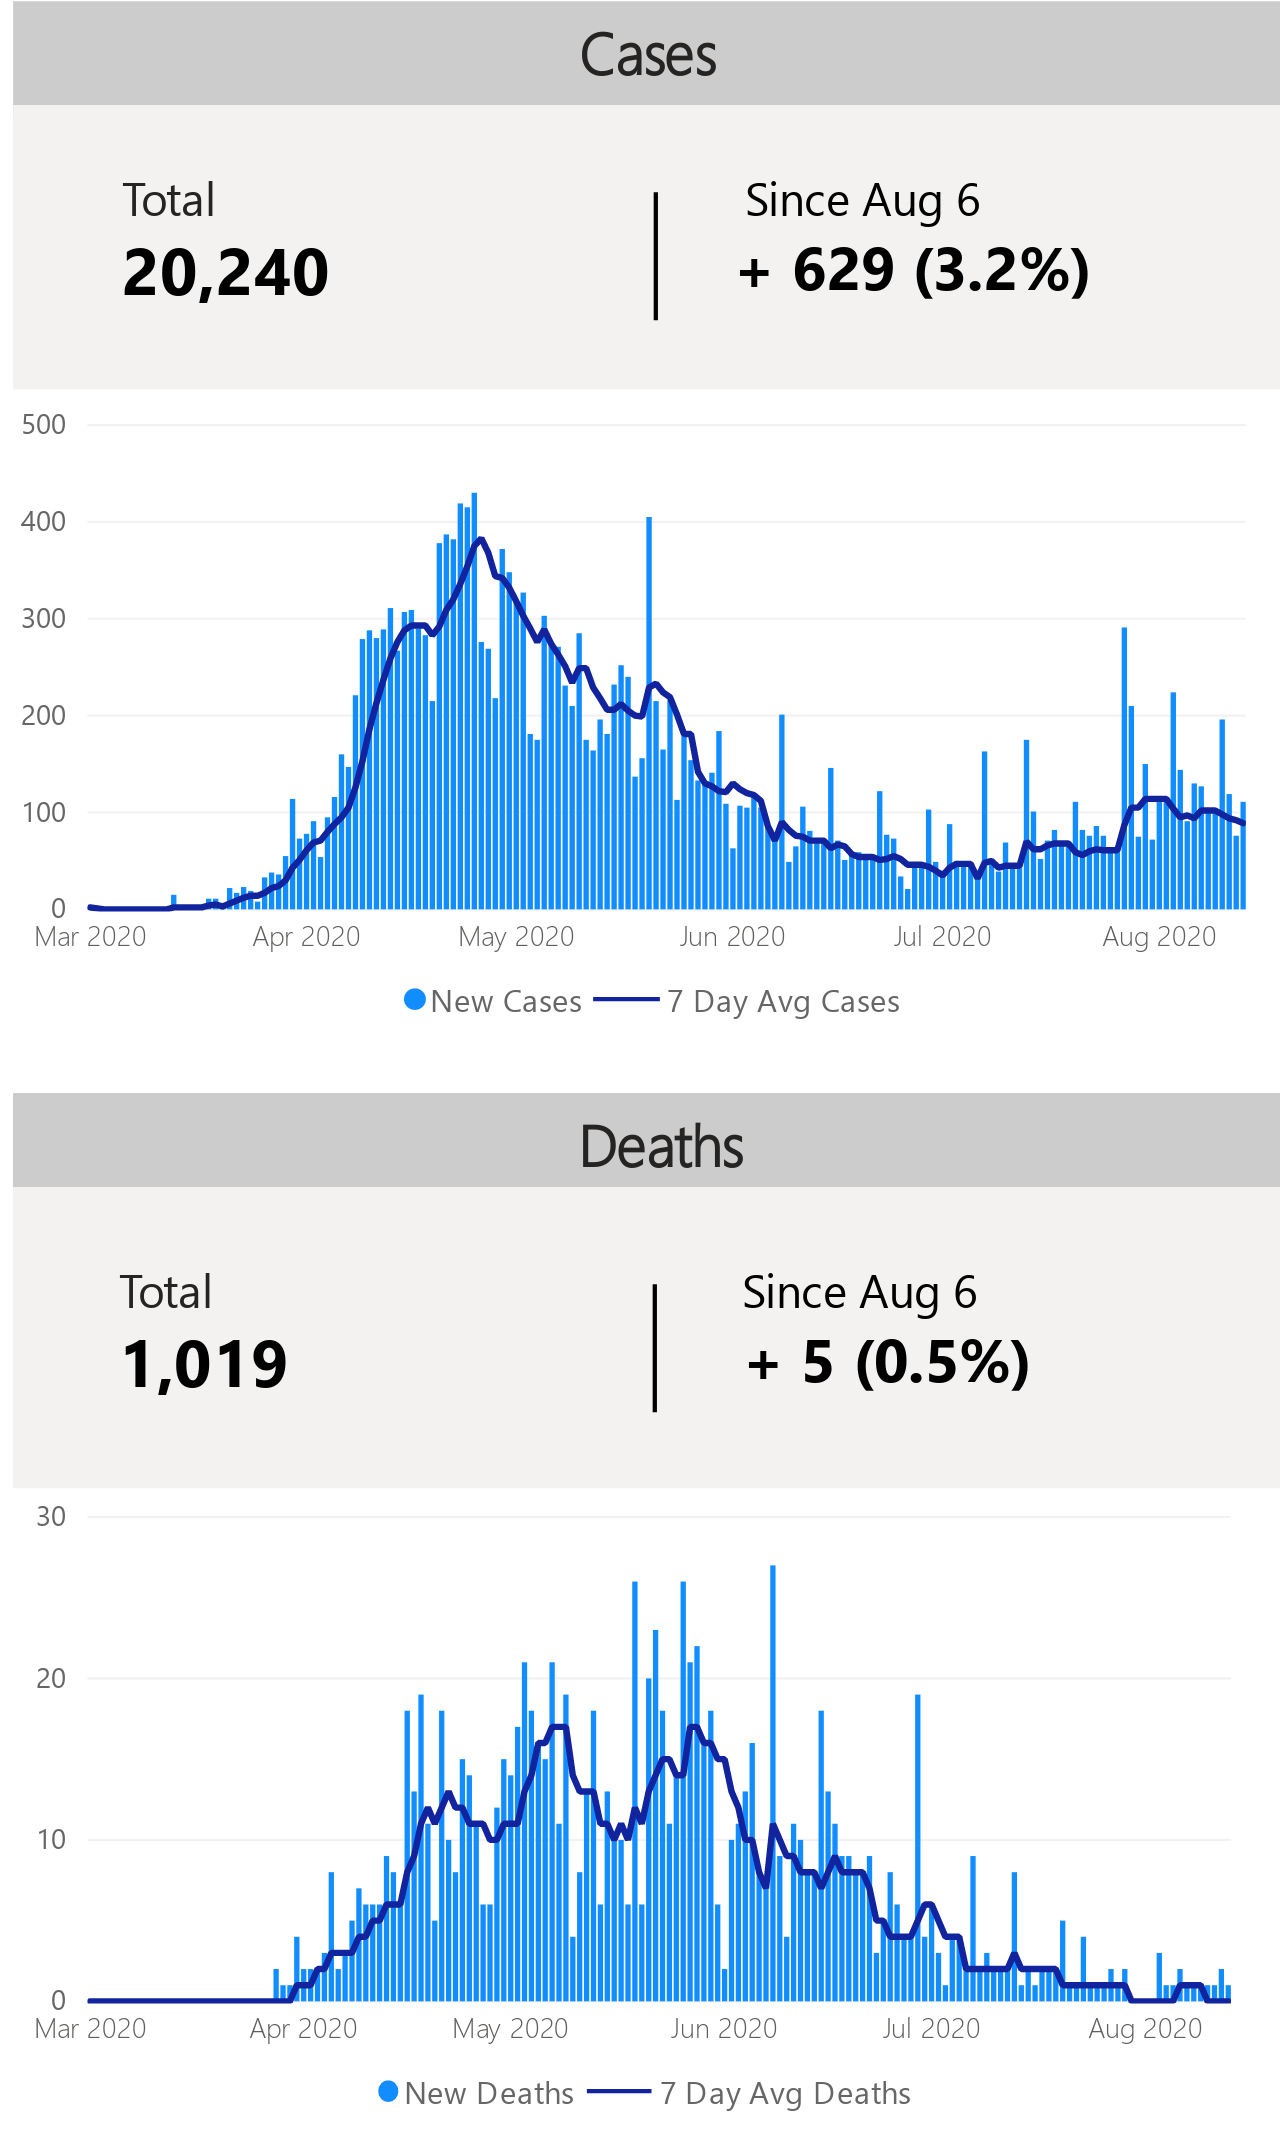 Cases
Total
Since Aug 6
20,240
+ 629 (3.2%)
500
400
300
200
100
0
Mar 2020 Apr 2020 May 2020 Jun 2020 Jul 2020 Aug 2020
New Cases 7 Day Avg Cases
Deaths
Total
Since Aug 6
1,019
+ 5 (0.5%)
30
20
10
0
Mar 2020 Apr 2020 May 2020 Jun 2020 Jul 2020 Aug 2020
New Deaths 7 Day Avg Deaths